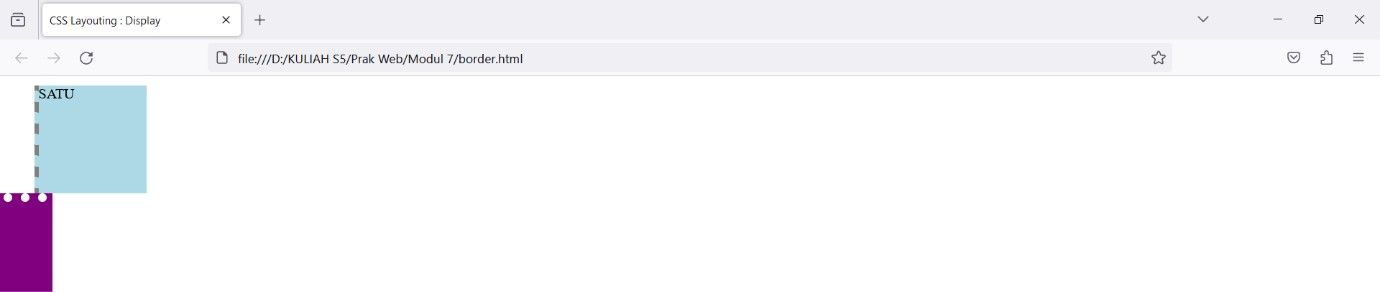 CSS Layouting : Display
file:///D:/KULIAH S5/Prak Web/Modul 7/border.html
SATU